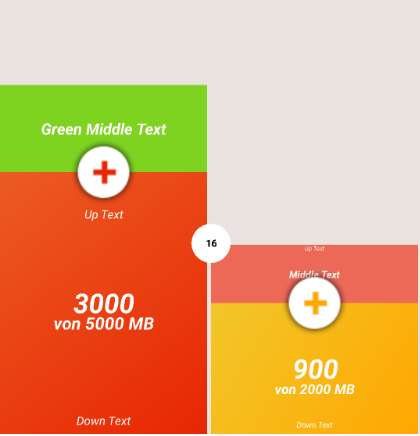 Green Middle Text
Up Text
3000
von 5000 MB
Down Text
16
Up Text
Middle Text
900
von 2000 MB
Down Text